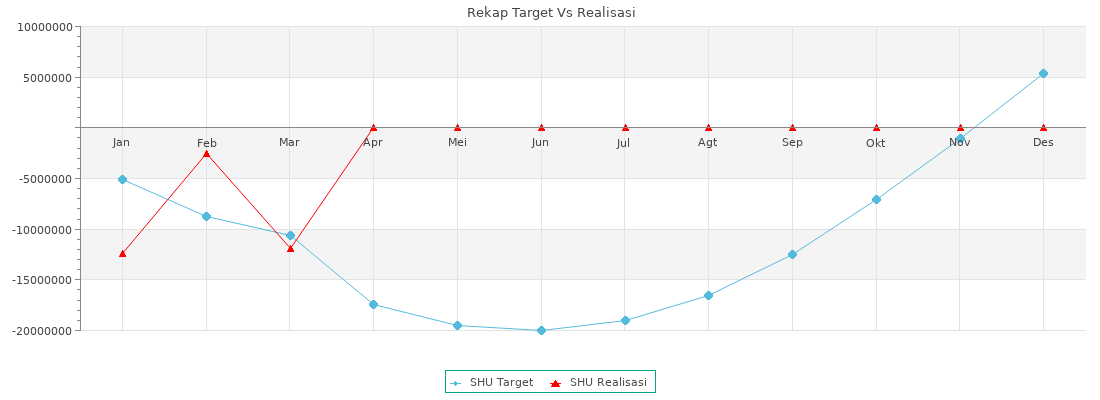 Rekap Target Vs Realisasi
10000000
5000000
Jan Feb Mar Apr Mei Jun Jul Agt Sep Okt Nov Des
-5000000
-10000000
-15000000
-20000000
SHU Target SHU Realisasi